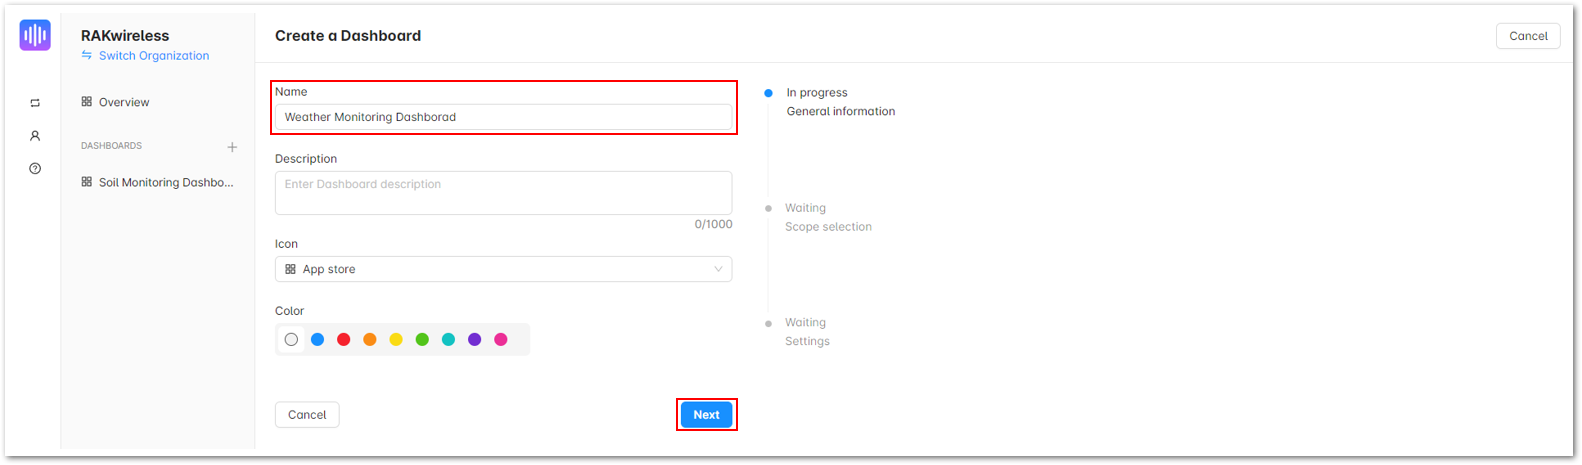 RAKwireless
Switch Organization
Overview
DASHBOARDS
Soil Monitoring Dashbo...
Create a Dashboard
Cancel
Name
Weather Monitoring Dashborad
Description
Enter Dashboard description
0/1000
Icon
App store
Color
Cancel
Next
In progress
General information
Waiting
Scope selection
Waiting
Settings